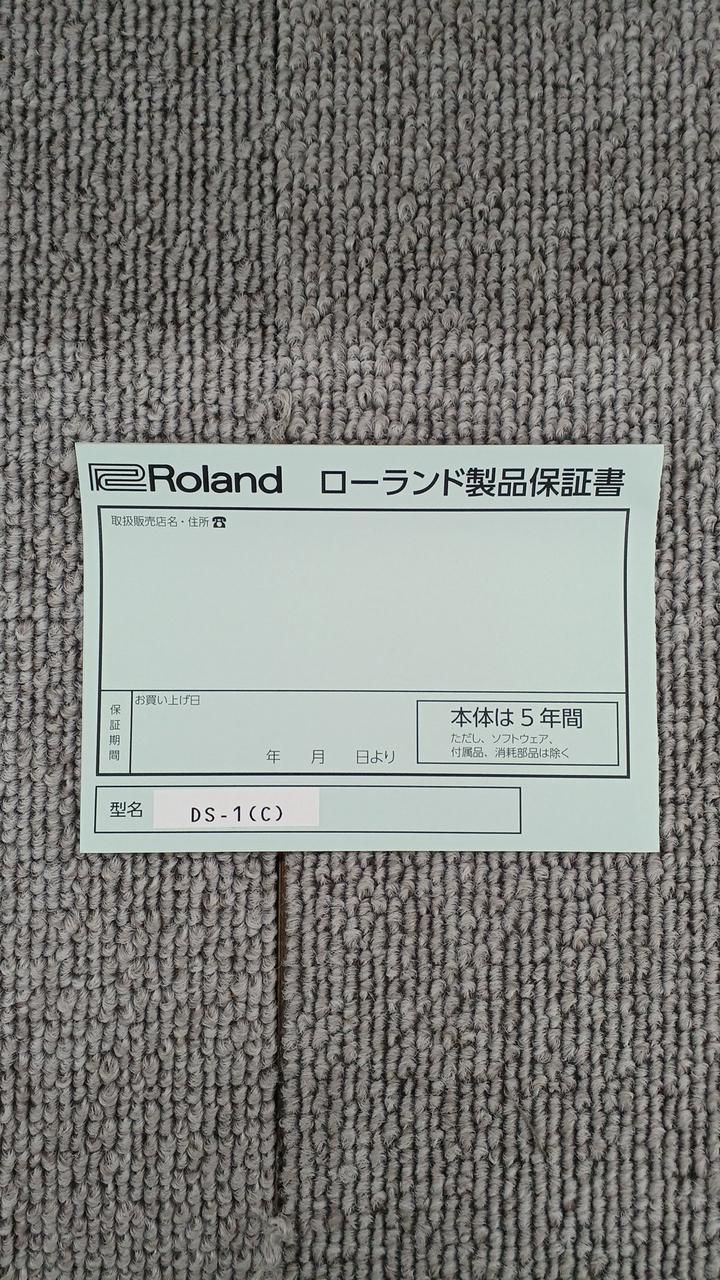 Roland ローランド製品保証書
取扱販売店名・住所☎
保証期間
お買い上げ日
年 月 日より
本体は5年間
ただし、ソフトウェア、
付属品、消耗部品は除く
型名 DS-1(C)